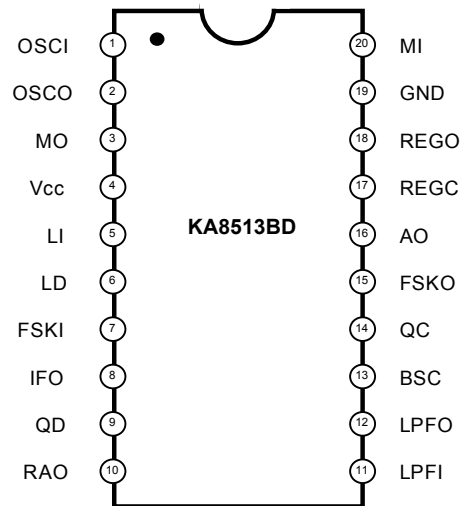 OSCI 1 20 MI
OSCO 2 19 GND
MO 3 18 REGO
Vcc 4 17 REGC
KA8513BD
LI 5 16 AO
LD 6 15 FSKO
FSKI 7 14 QC
IFO 8 13 BSC
QD 9 12 LPFO
RAO 10 11 LPFI